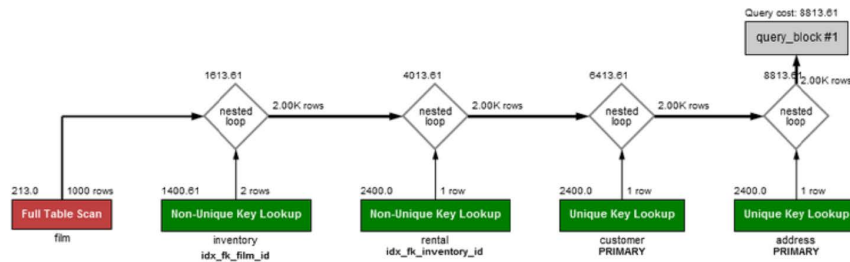 Query cost: 8813.61
query_block #1
1613.61
4013.61
6413.61
8813.61
2.00K rows
nested
loop
2.00K rows
nested
loop
2.00K rows
nested
loop
2.00K rows
nested
loop
213.0 1000 rows
1400.61 2 rows
2400.0 1 row
2400.0 1 row
2400.0 1 row
Full Table Scan
Non-Unique Key Lookup
Non-Unique Key Lookup
Unique Key Lookup
Unique Key Lookup
film
inventory
idx_fk_film_id
rental
idx_fk_inventory_id
customer
PRIMARY
address
PRIMARY